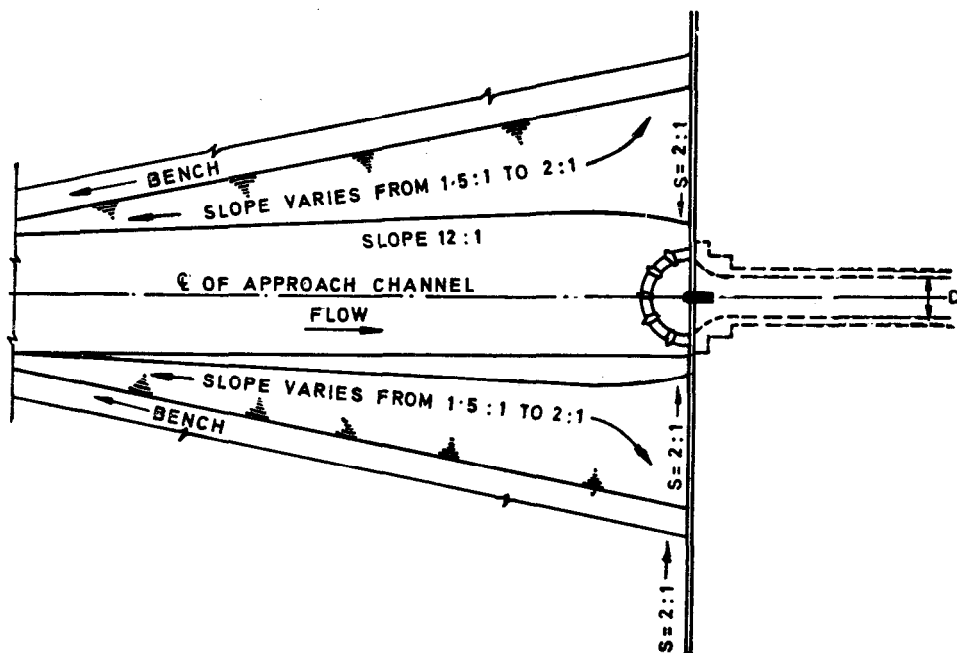 BENCH
SLOPE VARIES FROM 1·5:1 TO 2:1
S=2:1
SLOPE 12:1
℄ OF APPROACH CHANNEL
FLOW
D
SLOPE VARIES FROM 1·5:1 TO 2:1
BENCH
S=2:1
S=2:1